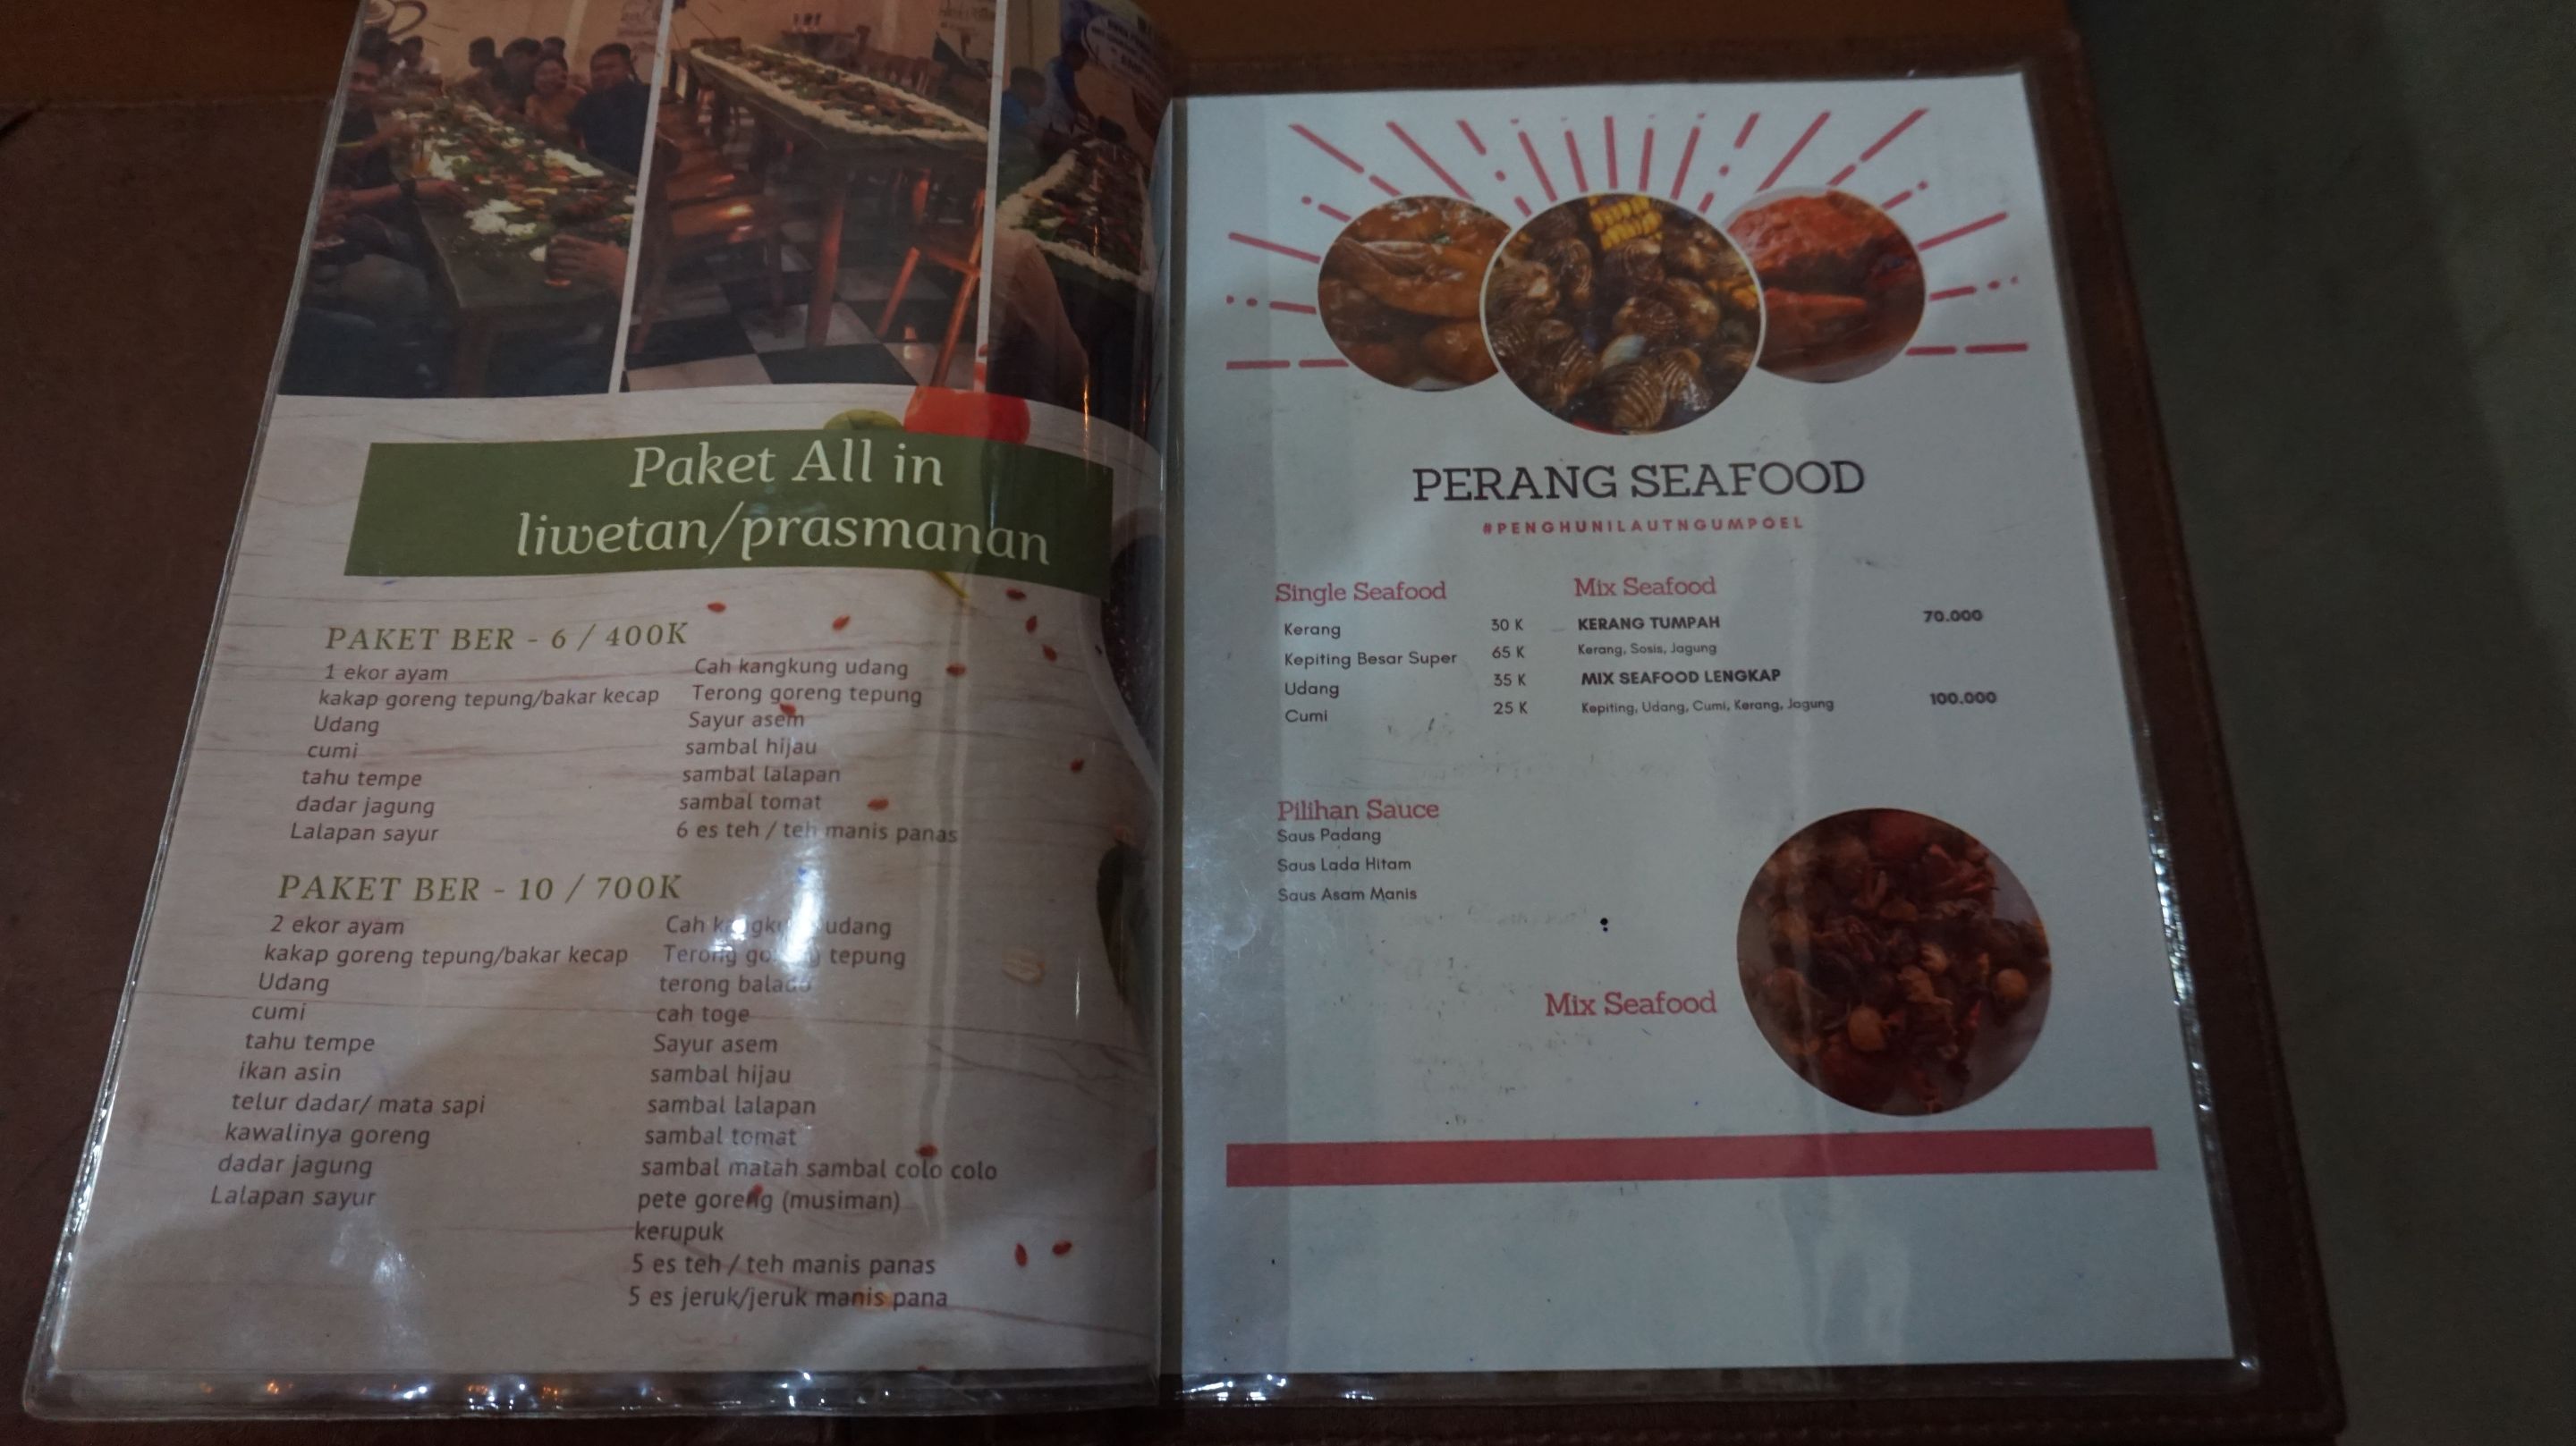 Paket All in
liwetan/prasmanan
PAKET BER - 6 / 400K
1 ekor ayam
kakap goreng tepung/bakar kecap
Udang
cumi
tahu tempe
dadar jagung
Lalapan sayur
Cah kangkung udang
Terong goreng tepung
Sayur asem
sambal hijau
sambal lalapan
sambal tomat
6 es teh / teh manis panas
PAKET BER - 10 / 700K
2 ekor ayam
kakap goreng tepung/bakar kecap
Udang
cumi
tahu tempe
ikan asin
telur dadar/ mata sapi
kawalinya goreng
dadar jagung
Lalapan sayur
Cah kangkung udang
Terong goreng tepung
terong balado
cah toge
Sayur asem
sambal hijau
sambal lalapan
sambal tomat
sambal matah sambal colo colo
pete goreng (musiman)
kerupuk
5 es teh / teh manis panas
5 es jeruk/jeruk manis pana
PERANG SEAFOOD
#PENGHUNILAUTNGUMPOEL
Single Seafood
Kerang 30 K
Kepiting Besar Super 65 K
Udang 35 K
Cumi 25 K
Mix Seafood
KERANG TUMPAH 70.000
Kerang, Sosis, Jagung
MIX SEAFOOD LENGKAP
Kepiting, Udang, Cumi, Kerang, Jagung 100.000
Pilihan Sauce
Saus Padang
Saus Lada Hitam
Saus Asam Manis
Mix Seafood